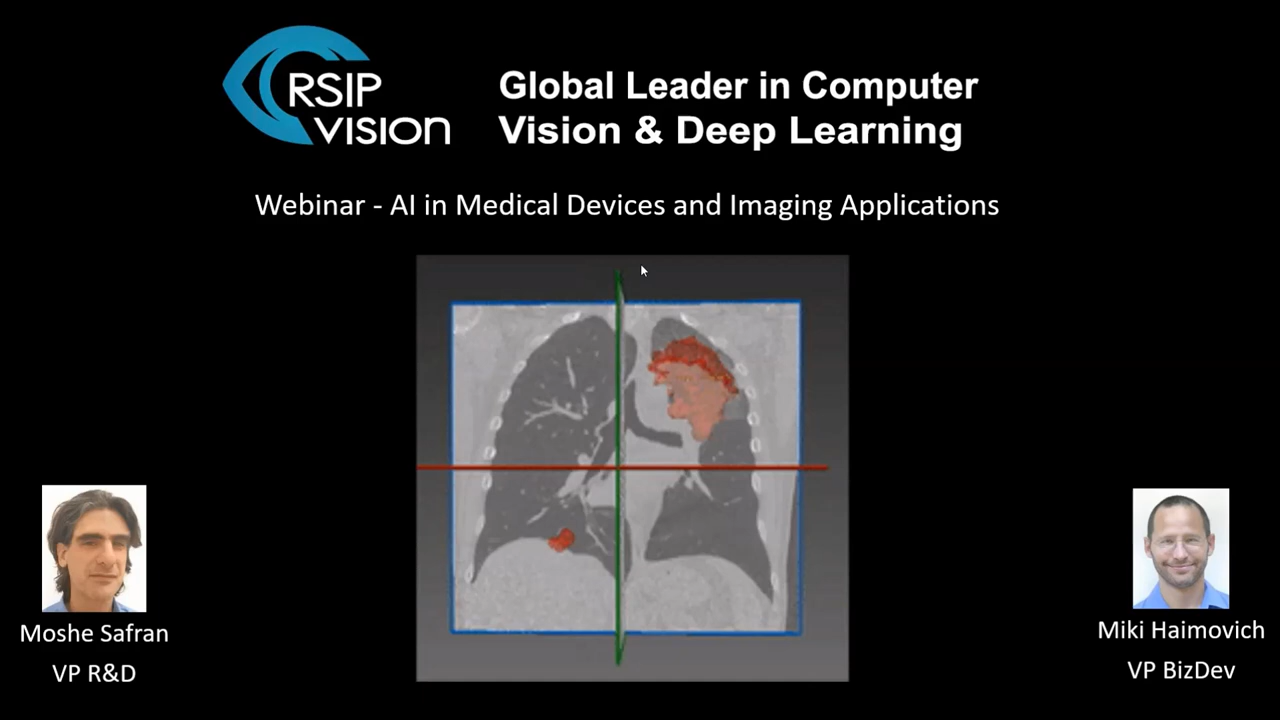 RSIP
VISION
Global Leader in Computer
Vision & Deep Learning
Webinar - AI in Medical Devices and Imaging Applications
Moshe Safran
VP R&D
Miki Haimovich
VP BizDev